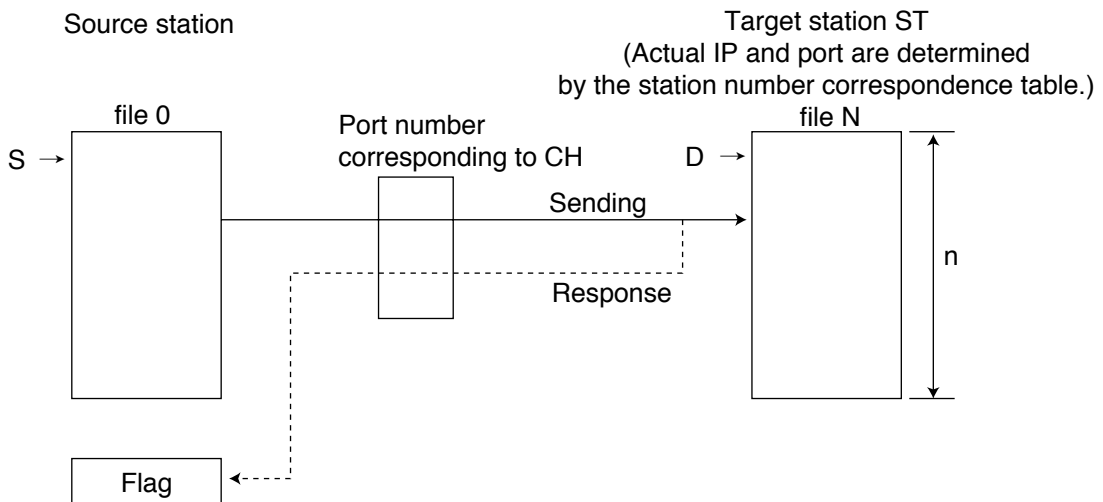 Source station
Target station ST
(Actual IP and port are determined
by the station number correspondence table.)
file 0
Port number
corresponding to CH
file N
S
D
Sending
n
Response
Flag